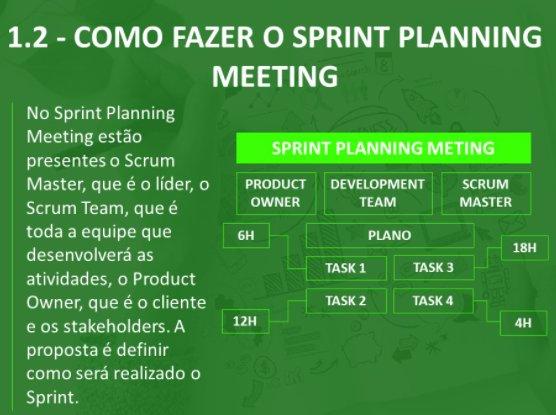 1.2 - COMO FAZER O SPRINT PLANNING
MEETING
No Sprint Planning
Meeting estão
presentes o Scrum
Master, que é o líder, o
Scrum Team, que é
toda a equipe que
desenvolverá as
atividades, o Product
Owner, que é o cliente
e os stakeholders. A
proposta é definir
como será realizado o
Sprint.
SPRINT PLANNING METING
PRODUCT
OWNER
DEVELOPMENT
TEAM
SCRUM
MASTER
6H
PLANO
18H
TASK 1
TASK 3
TASK 2
TASK 4
12H
4H